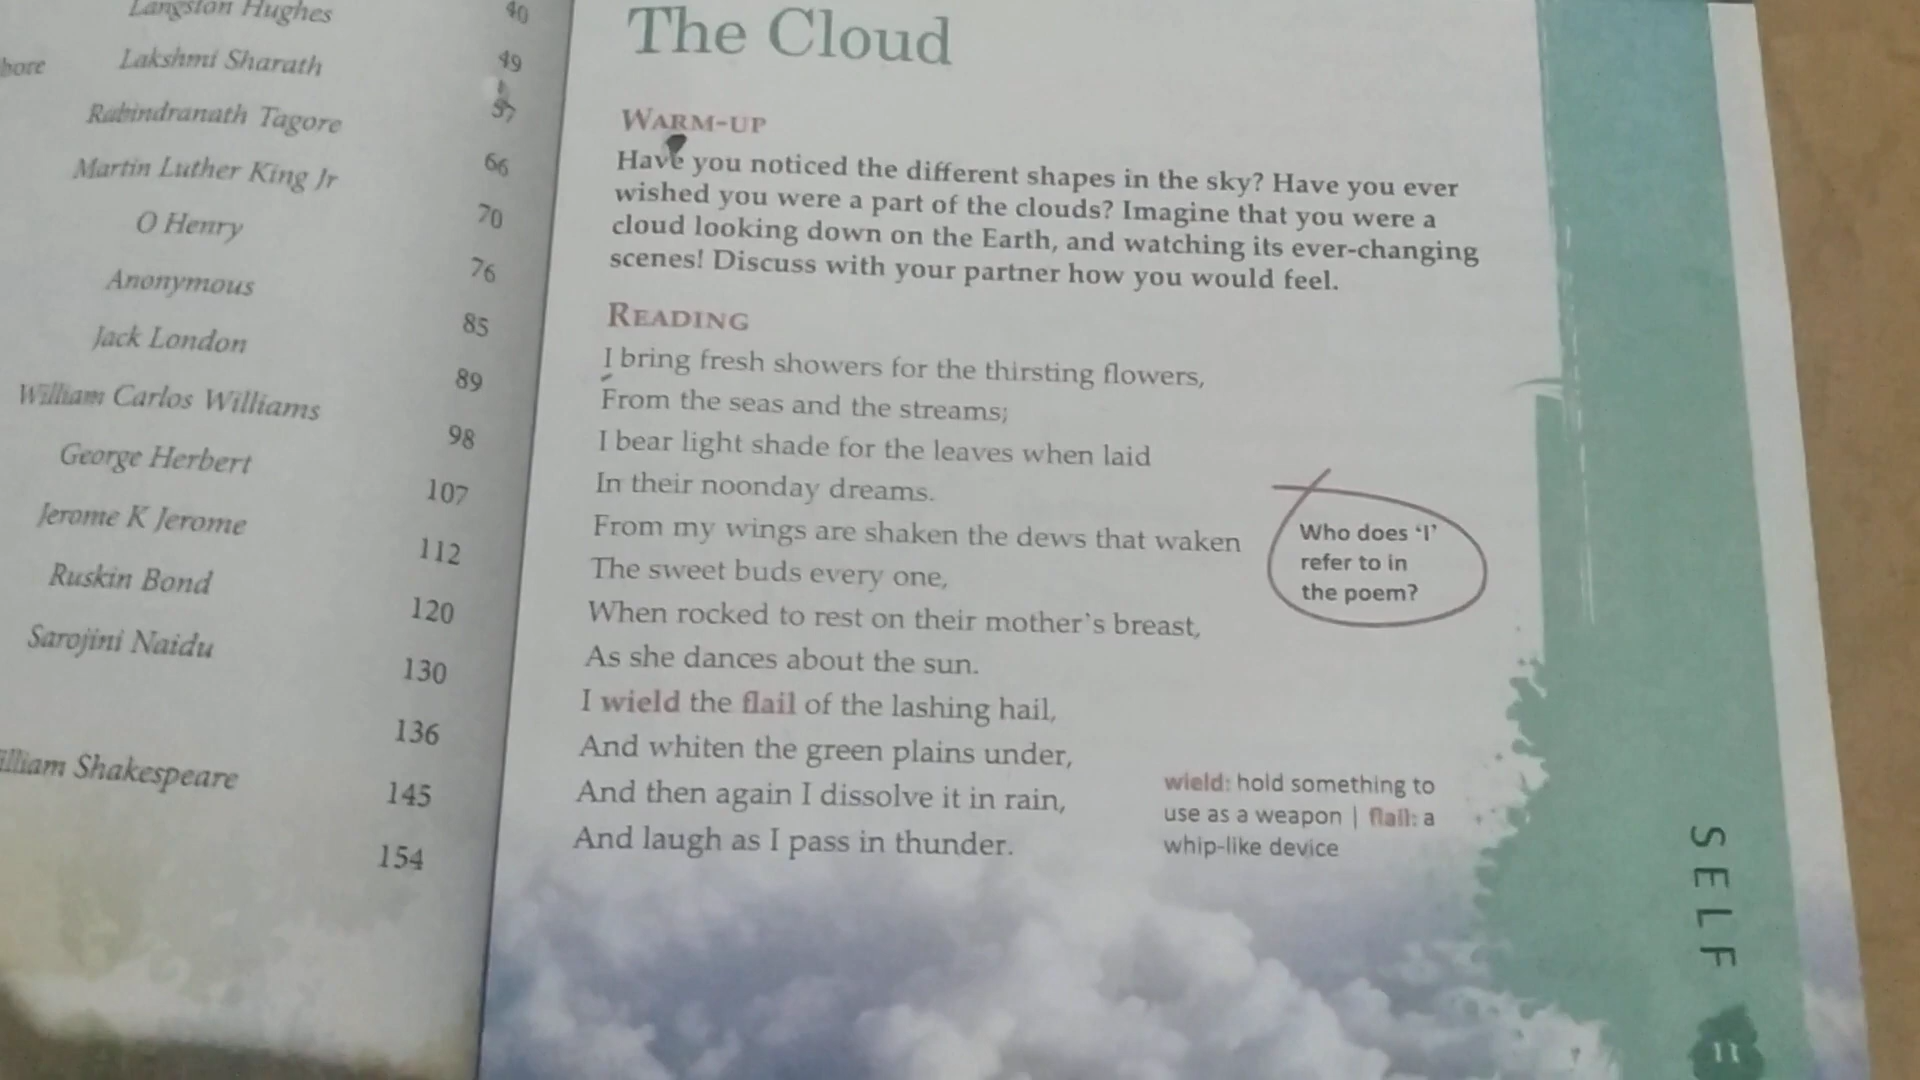 Langston Hughes 40
Lakshmi Sharath 49
Rabindranath Tagore 57
Martin Luther King Jr 66
O Henry 70
Anonymous 76
Jack London 85
William Carlos Williams 89
George Herbert 98
Jerome K Jerome 107
Ruskin Bond 112
Sarojini Naidu 120
130
136
William Shakespeare 145
154
The Cloud
WARM-UP
Have you noticed the different shapes in the sky? Have you ever
wished you were a part of the clouds? Imagine that you were a
cloud looking down on the Earth, and watching its ever-changing
scenes! Discuss with your partner how you would feel.
READING
I bring fresh showers for the thirsting flowers,
From the seas and the streams;
I bear light shade for the leaves when laid
In their noonday dreams.
From my wings are shaken the dews that waken
The sweet buds every one,
When rocked to rest on their mother's breast,
As she dances about the sun.
I wield the flail of the lashing hail,
And whiten the green plains under,
And then again I dissolve it in rain,
And laugh as I pass in thunder.
Who does 'I'
refer to in
the poem?
wield: hold something to
use as a weapon | flail: a
whip-like device
SELF
11